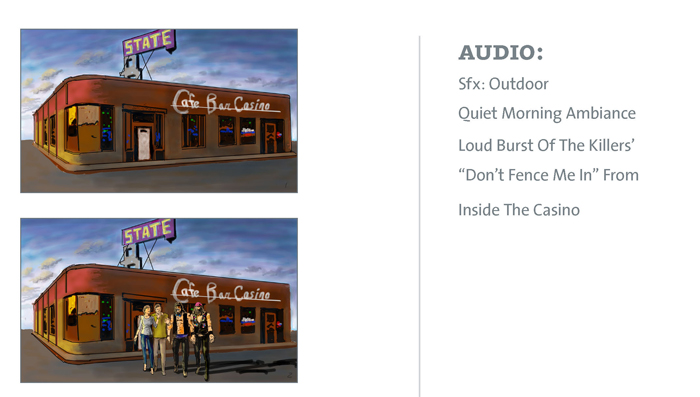 STATE
Cafe Bar Casino
STATE
Cafe Bar Casino
AUDIO:
Sfx: Outdoor
Quiet Morning Ambiance
Loud Burst Of The Killers’
“Don’t Fence Me In” From
Inside The Casino